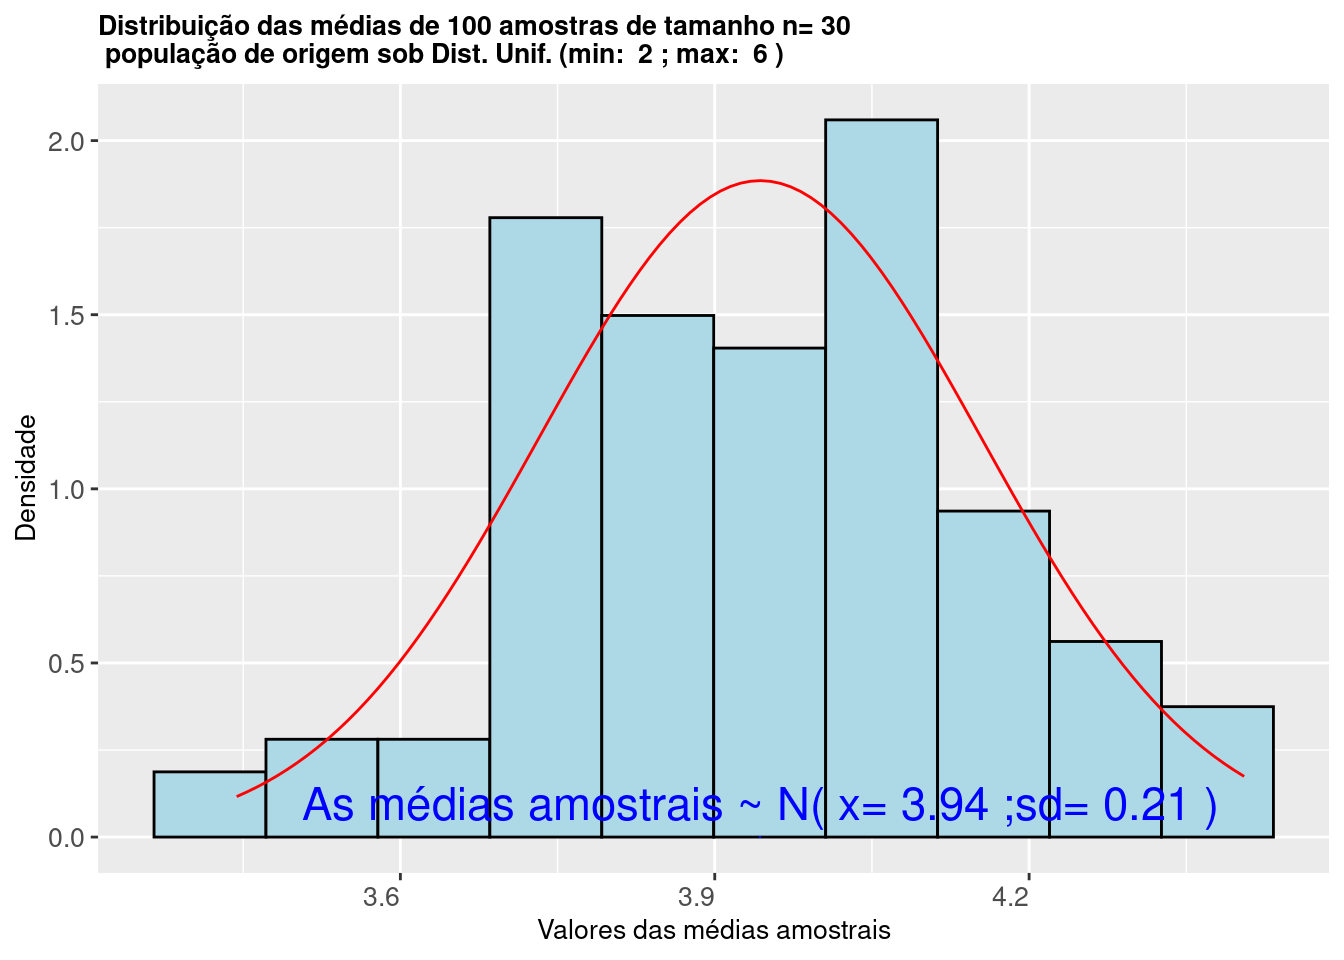 Distribuição das médias de 100 amostras de tamanho n= 30
população de origem sob Dist. Unif. (min:  2 ; max:  6 )
2.0
1.5
1.0
0.5
0.0
Densidade
As médias amostrais ~ N( x= 3.94 ;sd= 0.21 )
3.6
3.9
4.2
Valores das médias amostrais